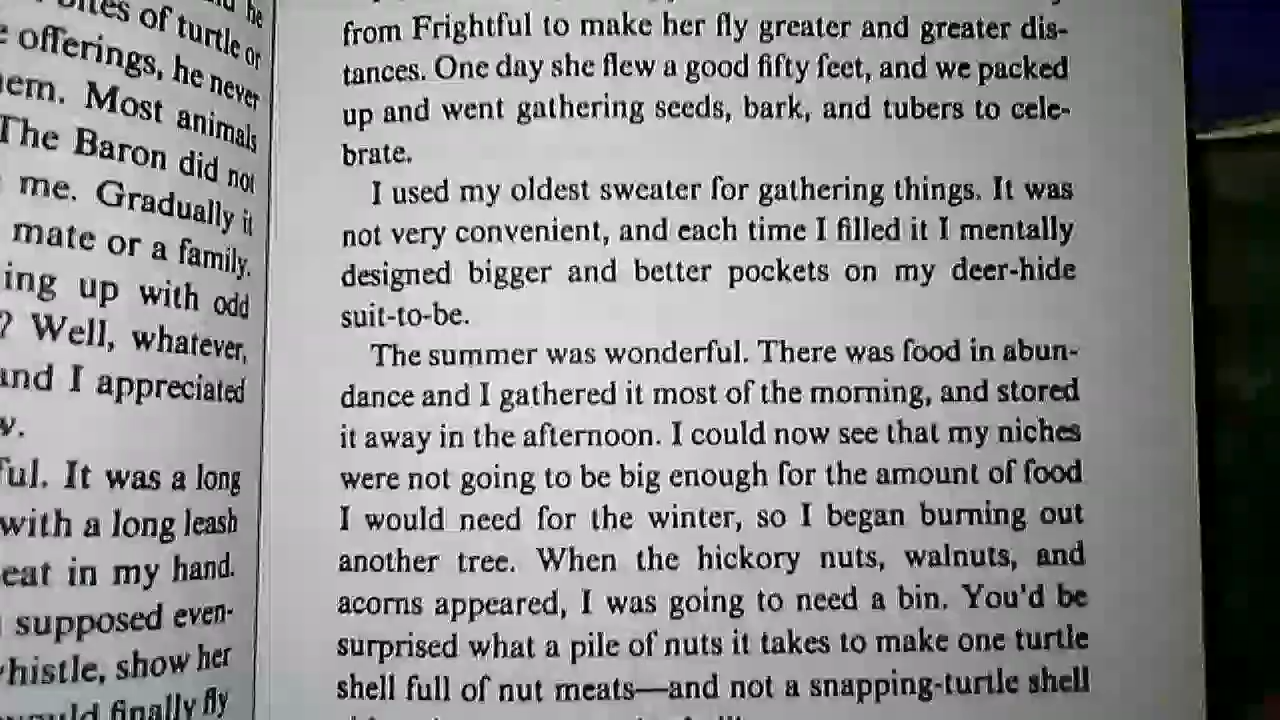 he
bites of turtle or
offerings, he never
Most animals
The Baron did not
me. Gradually it
mate or a family.
ing up with odd
? Well, whatever,
and I appreciated
It was a long
with a long leash
eat in my hand.
supposed even-
show her
finally fly
from Frightful to make her fly greater and greater dis-
tances. One day she flew a good fifty feet, and we packed
up and went gathering seeds, bark, and tubers to cele-
brate.
I used my oldest sweater for gathering things. It was
not very convenient, and each time I filled it I mentally
designed bigger and better pockets on my deer-hide
suit-to-be.
The summer was wonderful. There was food in abun-
dance and I gathered it most of the morning, and stored
it away in the afternoon. I could now see that my niches
were not going to be big enough for the amount of food
I would need for the winter, so I began burning out
another tree. When the hickory nuts, walnuts, and
acorns appeared, I was going to need a bin. You'd be
surprised what a pile of nuts it takes to make one turtle
shell full of nut meats—and not a snapping-turtle shell